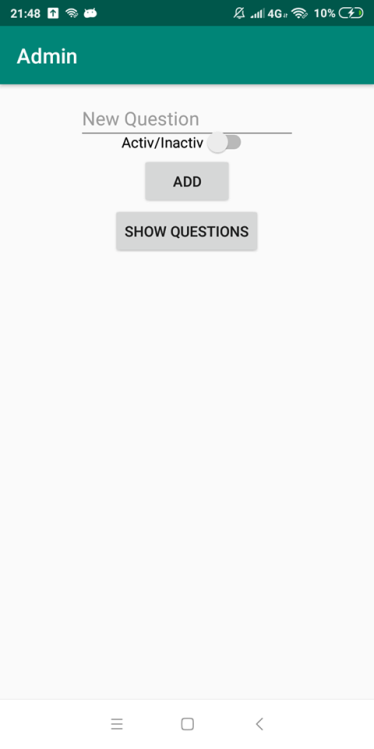 21:48 4G 10%
Admin
New Question
Activ/Inactiv
ADD
SHOW QUESTIONS